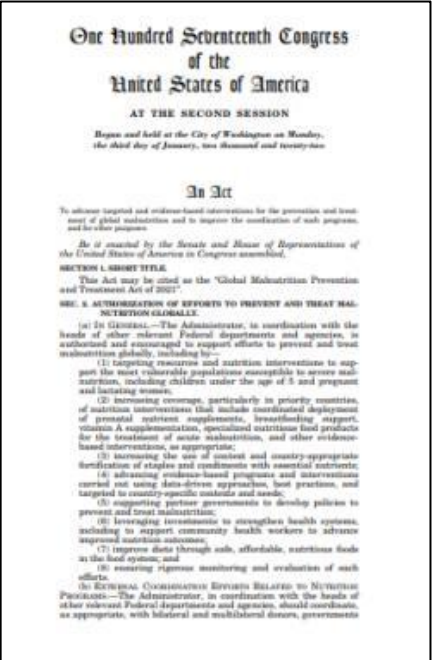 One Hundred Seventeenth Congress
of the
United States of America
AT THE SECOND SESSION
Begun and held at the City of Washington on Monday,
the third day of January, two thousand and twenty-two
An Act
To advance targeted and evidence-based interventions for the prevention and treat-
ment of global malnutrition and to improve the coordination of such programs,
and for other purposes.
Be it enacted by the Senate and House of Representatives of
the United States of America in Congress assembled,
SECTION 1. SHORT TITLE.
This Act may be cited as the “Global Malnutrition Prevention
and Treatment Act of 2021”.
SEC. 2. AUTHORIZATION OF EFFORTS TO PREVENT AND TREAT MAL-
NUTRITION GLOBALLY.
(a) IN GENERAL.—The Administrator, in coordination with the
heads of other relevant Federal departments and agencies, is
authorized and encouraged to support efforts to prevent and treat
malnutrition globally, including by—
(1) targeting resources and nutrition interventions to sup-
port the most vulnerable populations susceptible to severe mal-
nutrition, including children under the age of 5 and pregnant
and lactating women;
(2) increasing coverage, particularly in priority countries,
of nutrition interventions that include coordinated deployment
of prenatal nutrient supplements, breastfeeding support,
vitamin A supplementation, specialized nutritious food products
for the treatment of acute malnutrition, and other evidence-
based interventions, as appropriate;
(3) increasing the use of context and country-appropriate
fortification of staples and condiments with essential nutrients;
(4) advancing evidence-based programs and interventions
carried out using data-driven approaches, best practices, and
targeted to country-specific contexts and needs;
(5) supporting partner governments to develop policies to
prevent and treat malnutrition;
(6) leveraging investments to strengthen health systems,
including to support community health workers to advance
improved nutrition outcomes;
(7) improve diets through safe, affordable, nutritious foods
in the food system; and
(8) ensuring rigorous monitoring and evaluation of such
efforts.
(b) EXTERNAL COORDINATION EFFORTS RELATED TO NUTRITION
PROGRAMS.—The Administrator, in coordination with the heads of
other relevant Federal departments and agencies, should coordinate,
as appropriate, with bilateral and multilateral donors, governments